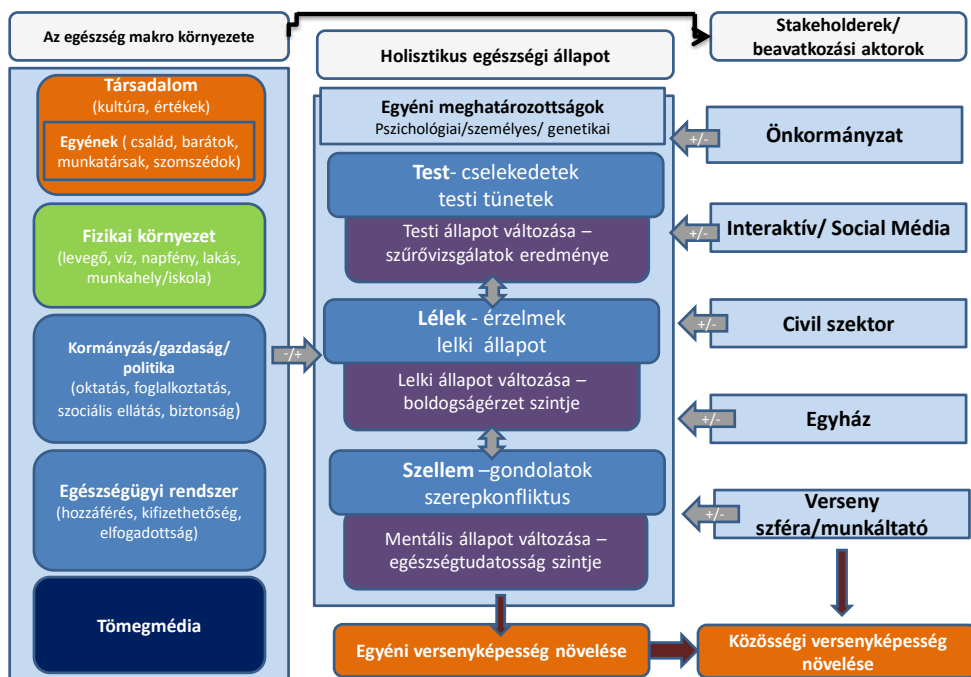 Az egészség makro környezete
Társadalom
(kultúra, értékek)
Egyének ( család, barátok,
munkatársak, szomszédok)
Fizikai környezet
(levegő, víz, napfény, lakás,
munkahely/iskola)
Kormányzás/gazdaság/
politika
(oktatás, foglalkoztatás,
szociális ellátás, biztonság)
Egészségügyi rendszer
(hozzáférés, kifizethetőség,
elfogadottság)
Tömegmédia
-/+
Holisztikus egészségi állapot
Egyéni meghatározottságok
Pszichológiai/személyes/ genetikai
Test- cselekedetek
testi tünetek
Testi állapot változása –
szűrővizsgálatok eredménye
Lélek - érzelmek
lelki állapot
Lelki állapot változása –
boldogságérzet szintje
Szellem –gondolatok
szerepkonfliktus
Mentális állapot változása –
egészségtudatosság szintje
Egyéni versenyképesség növelése
Stakeholderek/
beavatkozási aktorok
+/-
Önkormányzat
+/-
Interaktív/ Social Média
+/-
Civil szektor
+/-
Egyház
+/-
Verseny
szféra/munkáltató
Közösségi versenyképesség
növelése